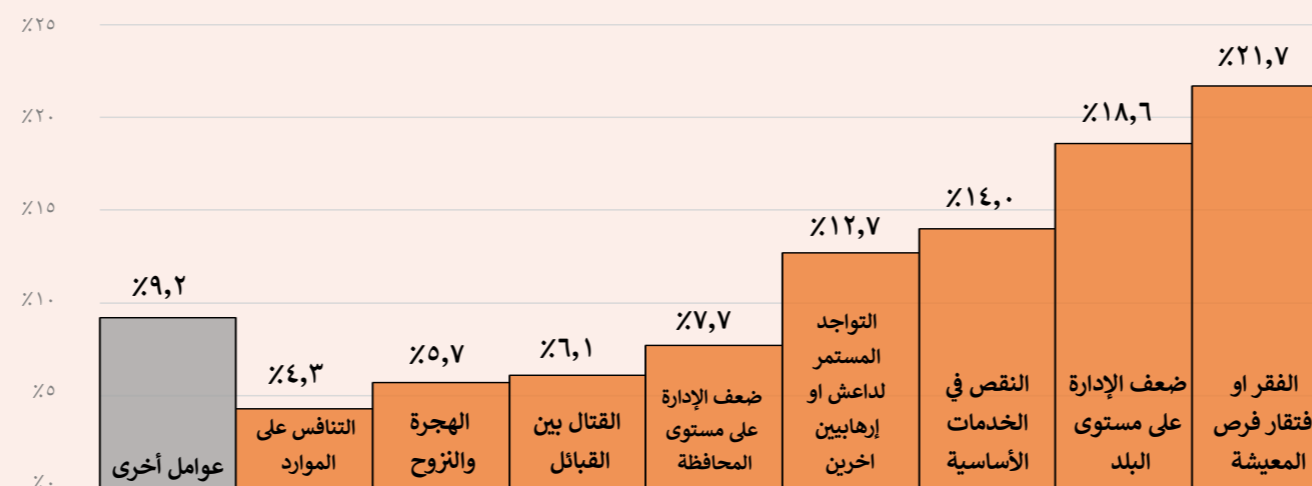 ٪٢٥
٪٢٠
٪١٥
٪١٠
٪٥
٪٠
٪٢١,٧
الفقر او
فتقار فرص
المعيشة
٪١٨,٦
ضعف الإدارة
على مستوى
البلد
٪١٤,٠
النقص في
الخدمات
الأساسية
٪١٢,٧
التواجد
المستمر
لداعش او
إرهابيين
اخرين
٪٧,٧
ضعف الإدارة
على مستوى
المحافظة
٪٦,١
القتال بين
القبائل
٪٥,٧
الهجرة
والنزوح
٪٤,٣
التنافس على
الموارد
٪٩,٢
عوامل أخرى